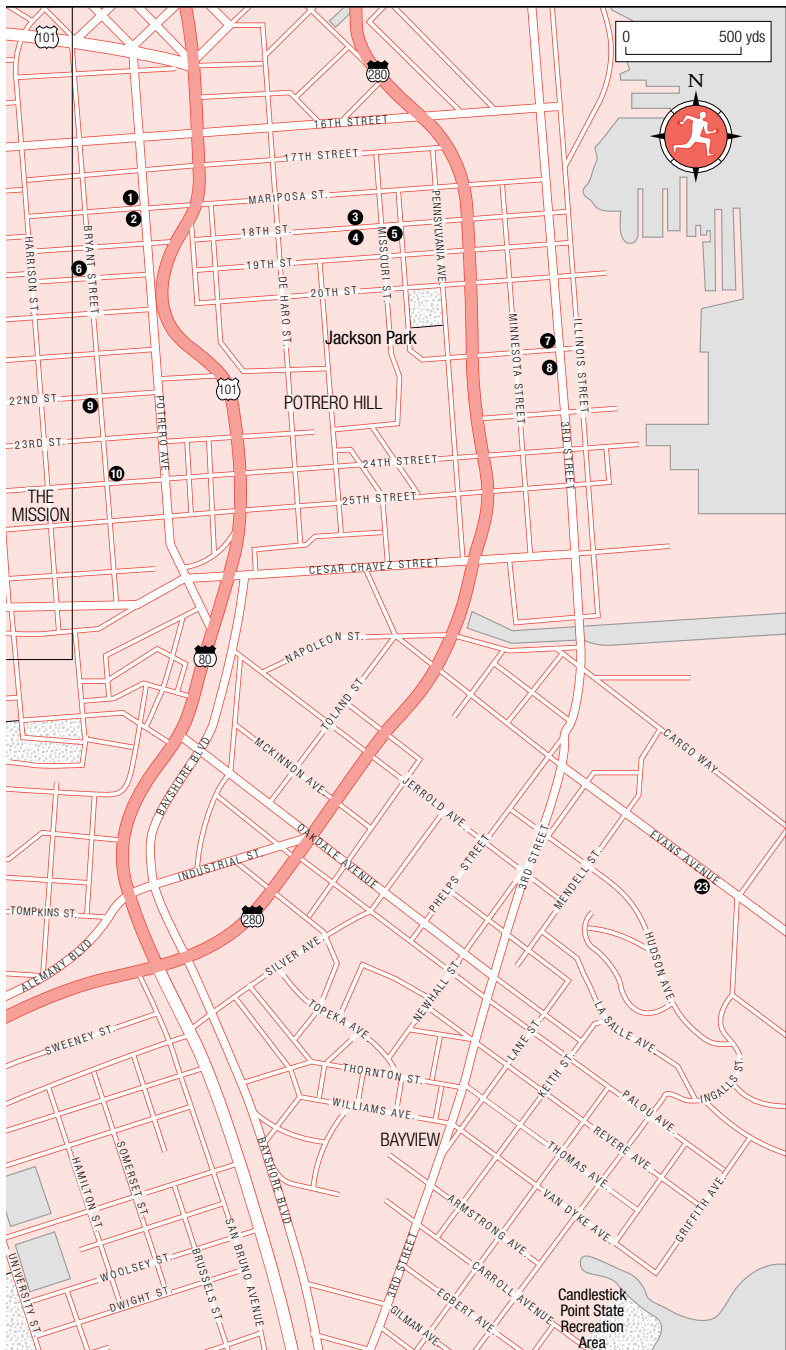 101
0 500 yds
280
N
16TH STREET
17TH STREET
1
MARIPOSA ST.
2
3
18TH ST.
4
5
BRYANT STREET
HARRISON ST.
MISSOURI ST.
PENNSYLVANIA AVE.
6
19TH ST.
DE HARO ST.
20TH ST.
Jackson Park
MINNESOTA STREET
ILLINOIS STREET
7
8
101
22ND ST.
9
POTRERO AVE.
POTRERO HILL
23RD ST.
3RD STREET
24TH STREET
10
25TH STREET
THE
MISSION
CESAR CHAVEZ STREET
NAPOLEON ST.
80
TOLAND ST.
BAYSHORE BLVD
MCKINNON AVE.
CARGO WAY
JERROLD AVE.
OAKDALE AVENUE
INDUSTRIAL ST.
PHELPS STREET
3RD STREET
MENDELL ST.
EVANS AVENUE
23
TOMPKINS ST.
280
ALEMANY BLVD
SILVER AVE.
HUDSON AVE.
NEWHALL ST.
TOPEKA AVE.
LA SALLE AVE.
SWEENEY ST.
LANE ST.
KEITH ST.
THORNTON ST.
INGALLS ST.
PALOU AVE.
WILLIAMS AVE.
BAYVIEW
REVERE AVE.
THOMAS AVE.
GRIFFITH AVE.
VAN DYKE AVE.
HAMILTON ST.
SOMERSET ST.
BAYSHORE BLVD
ARMSTRONG AVE.
SAN BRUNO AVENUE
BRUSSELS ST.
WOOLSEY ST.
DWIGHT ST.
UNIVERSITY ST.
3RD STREET
CARROLL AVENUE
EGBERT AVE.
GILMAN AVE.
Candlestick
Point State
Recreation
Area